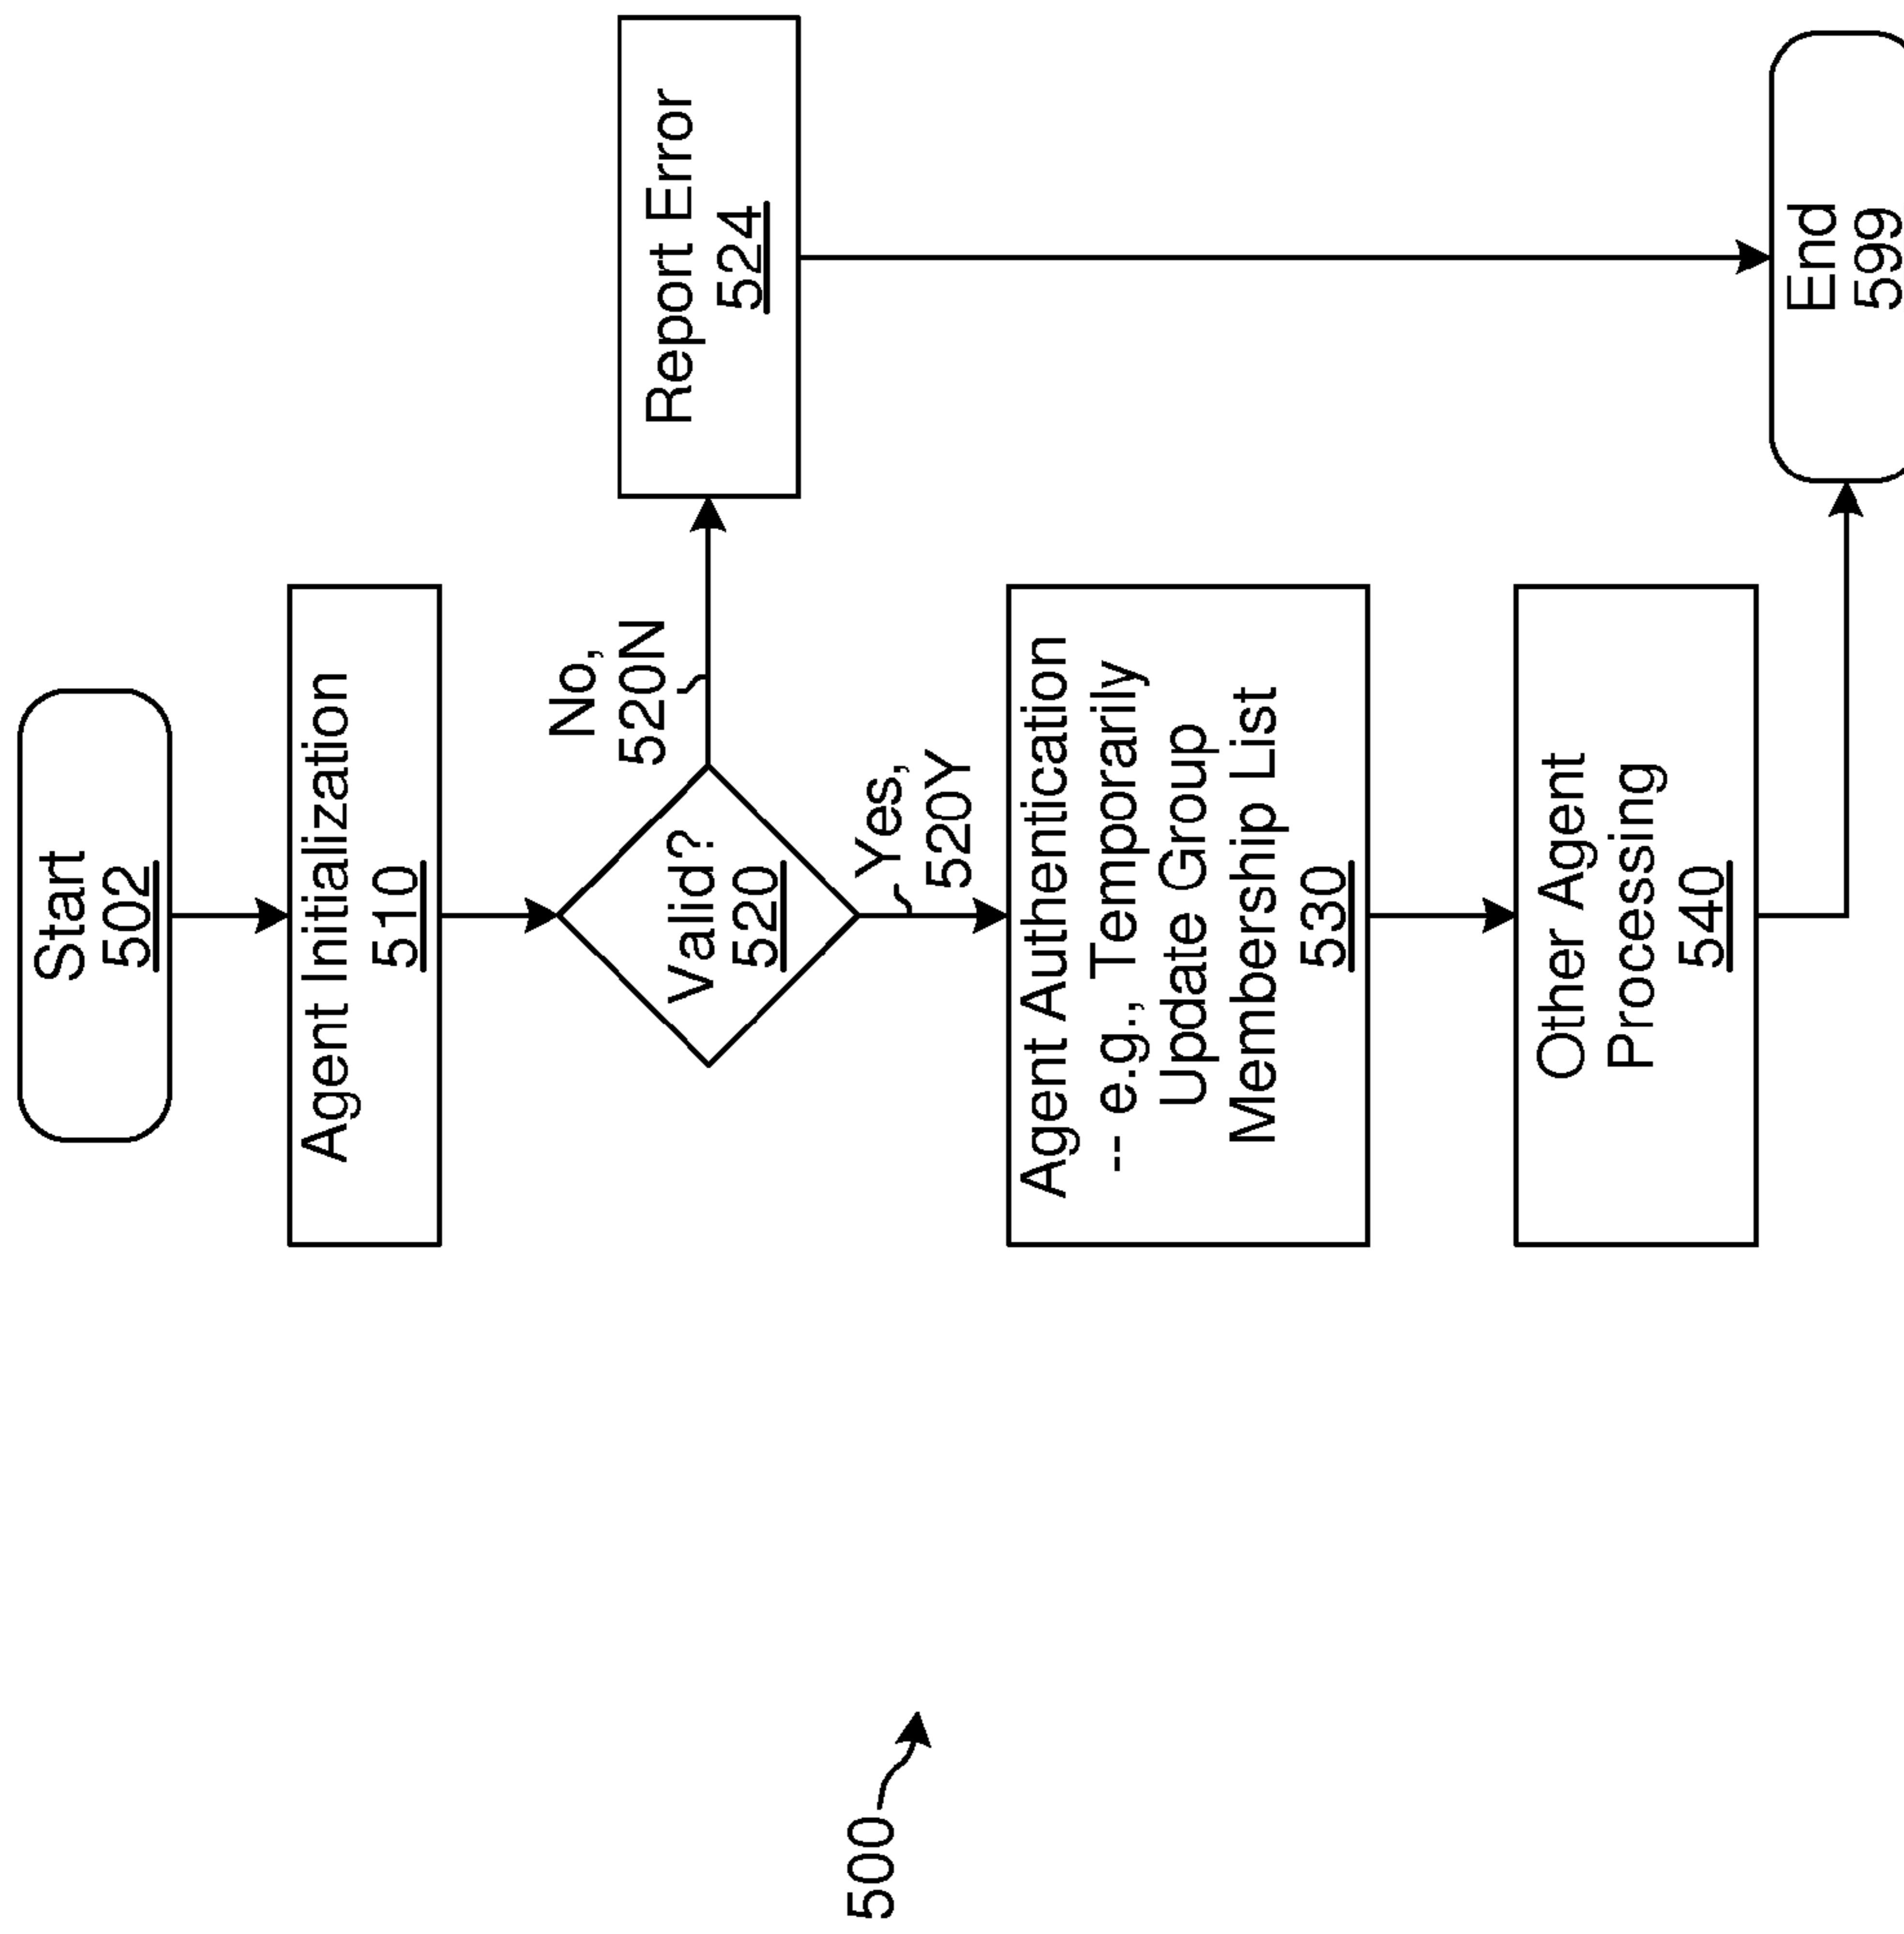 Start
502
Agent Initialization
510
Valid?
520
No,
520N
Report Error
524
Yes,
520Y
Agent Authentication
-- e.g., Temporarily
Update Group
Membership List
530
Other Agent
Processing
540
End
599
500